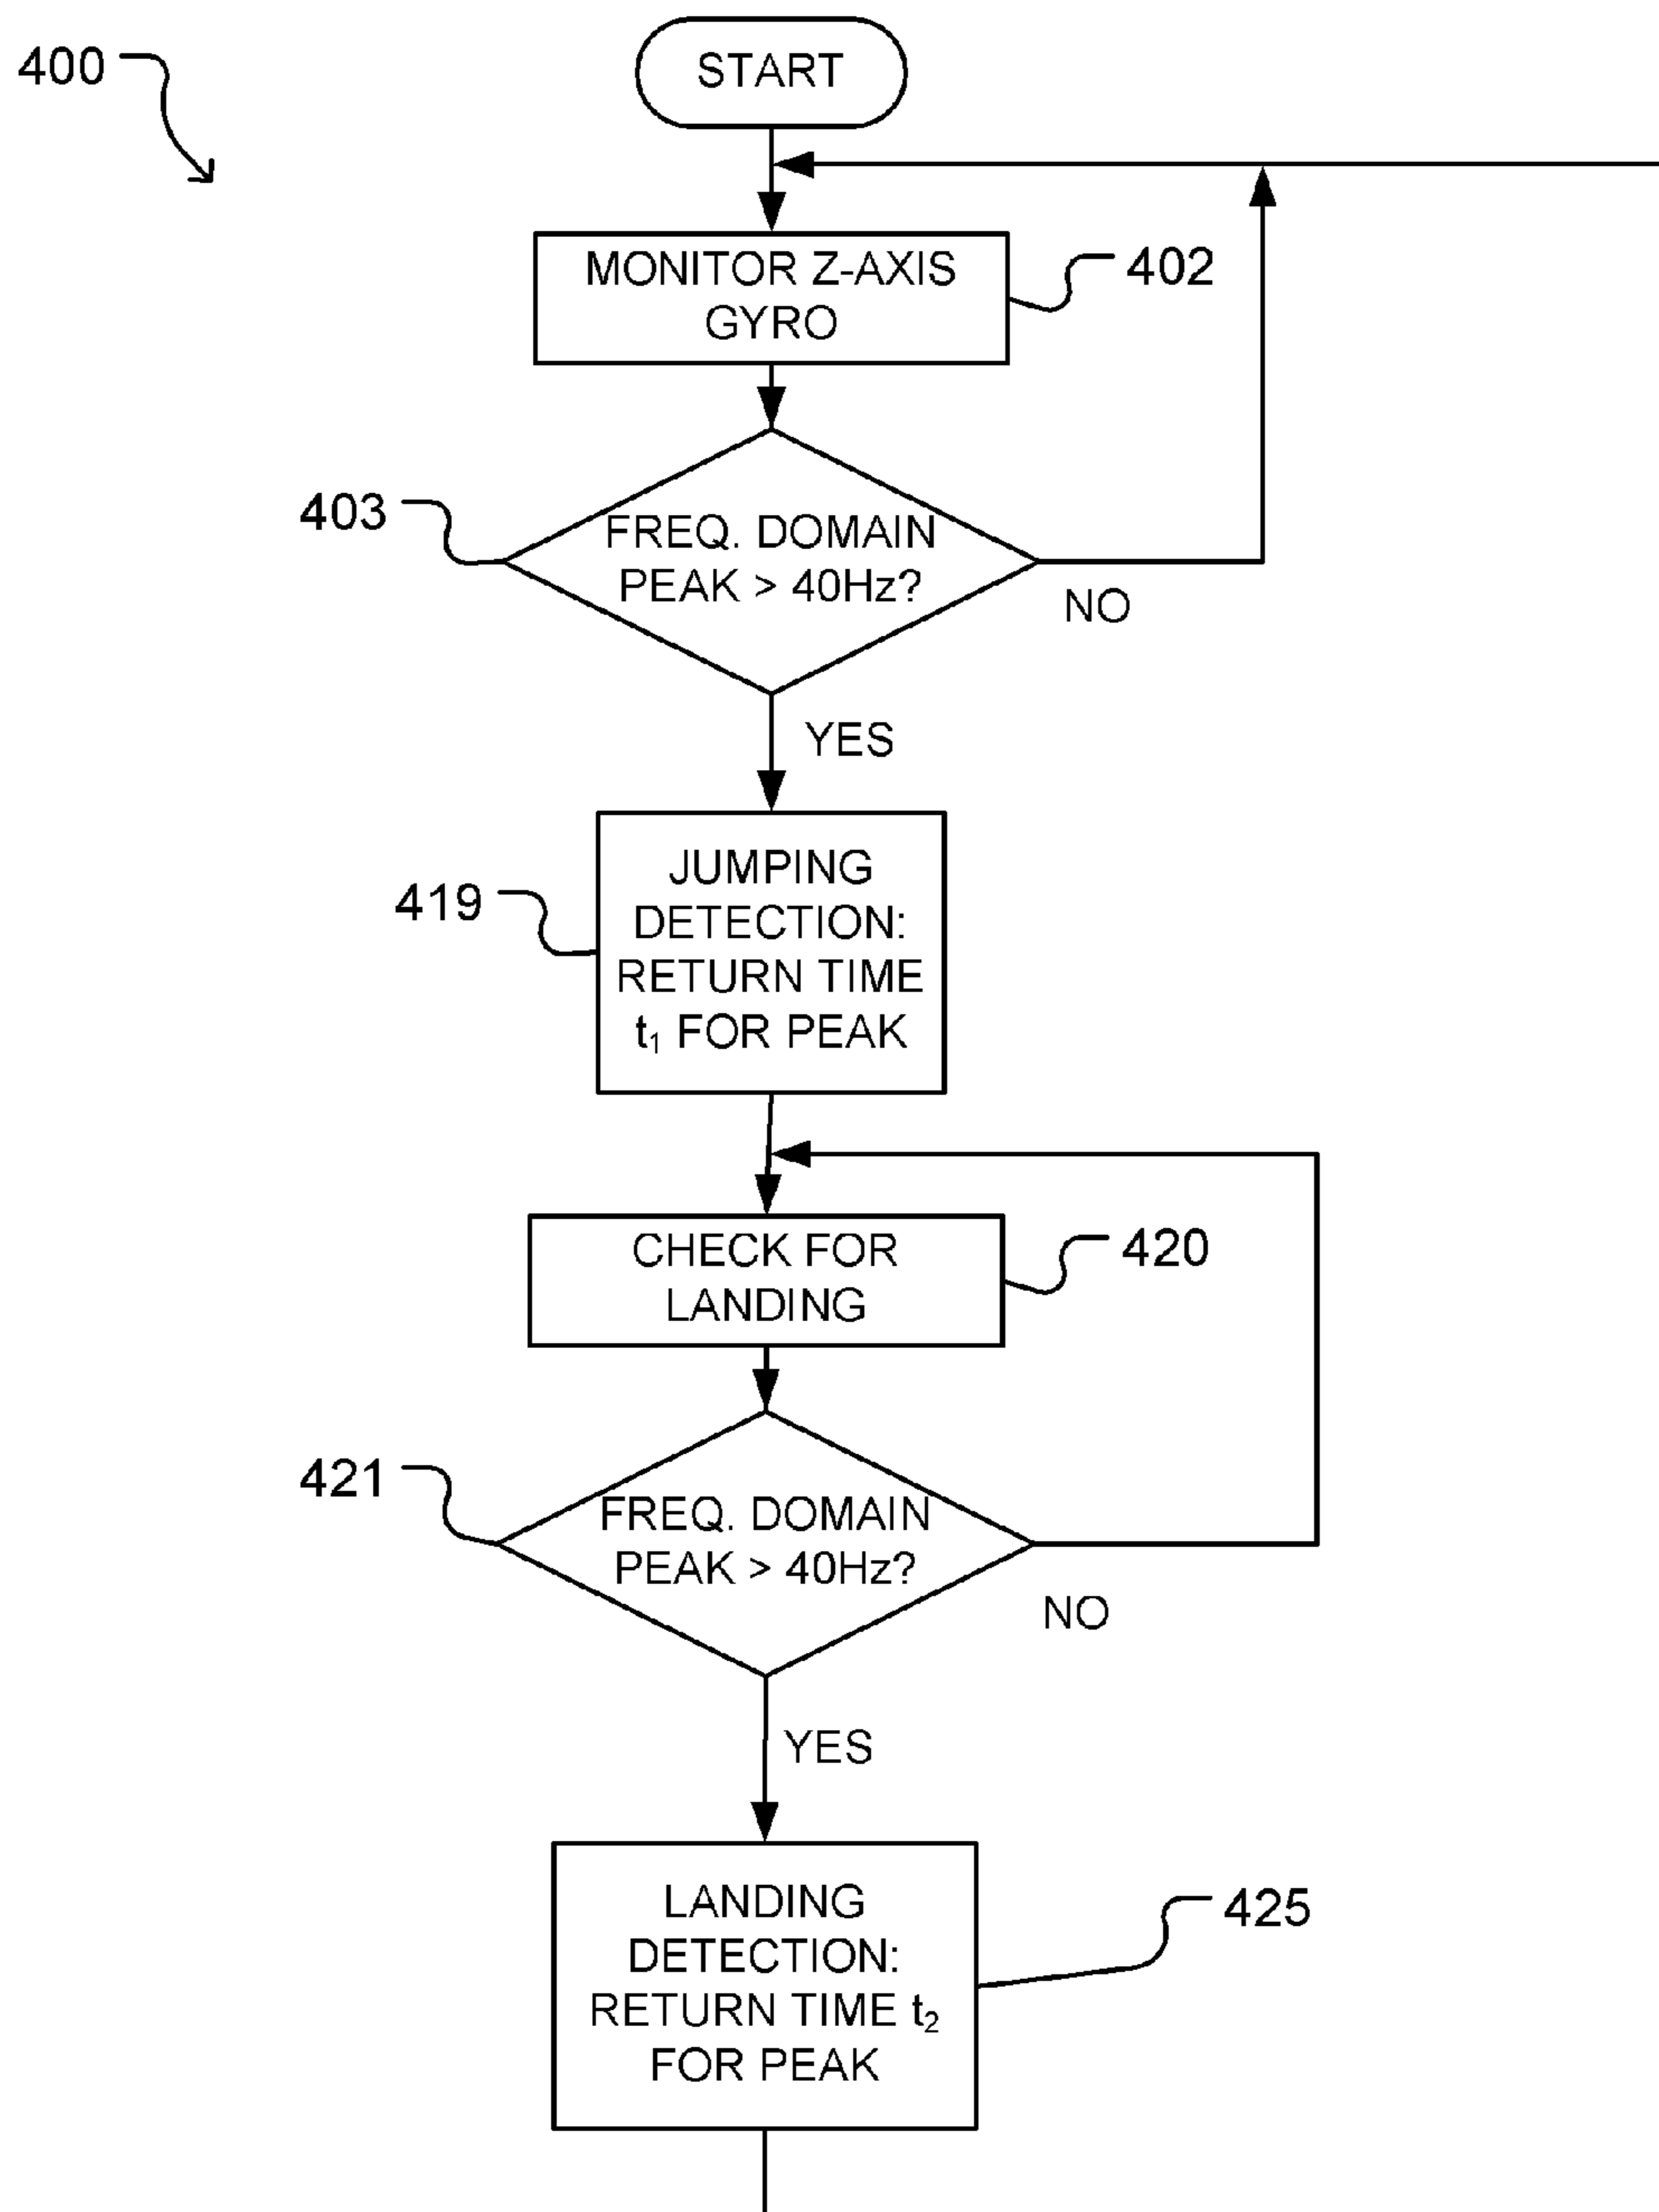 400
START
MONITOR Z-AXIS
GYRO
402
403
FREQ. DOMAIN
PEAK > 40Hz?
NO
YES
419
JUMPING
DETECTION:
RETURN TIME
t₁ FOR PEAK
CHECK FOR
LANDING
420
421
FREQ. DOMAIN
PEAK > 40Hz?
NO
YES
LANDING
DETECTION:
RETURN TIME t₂
FOR PEAK
425